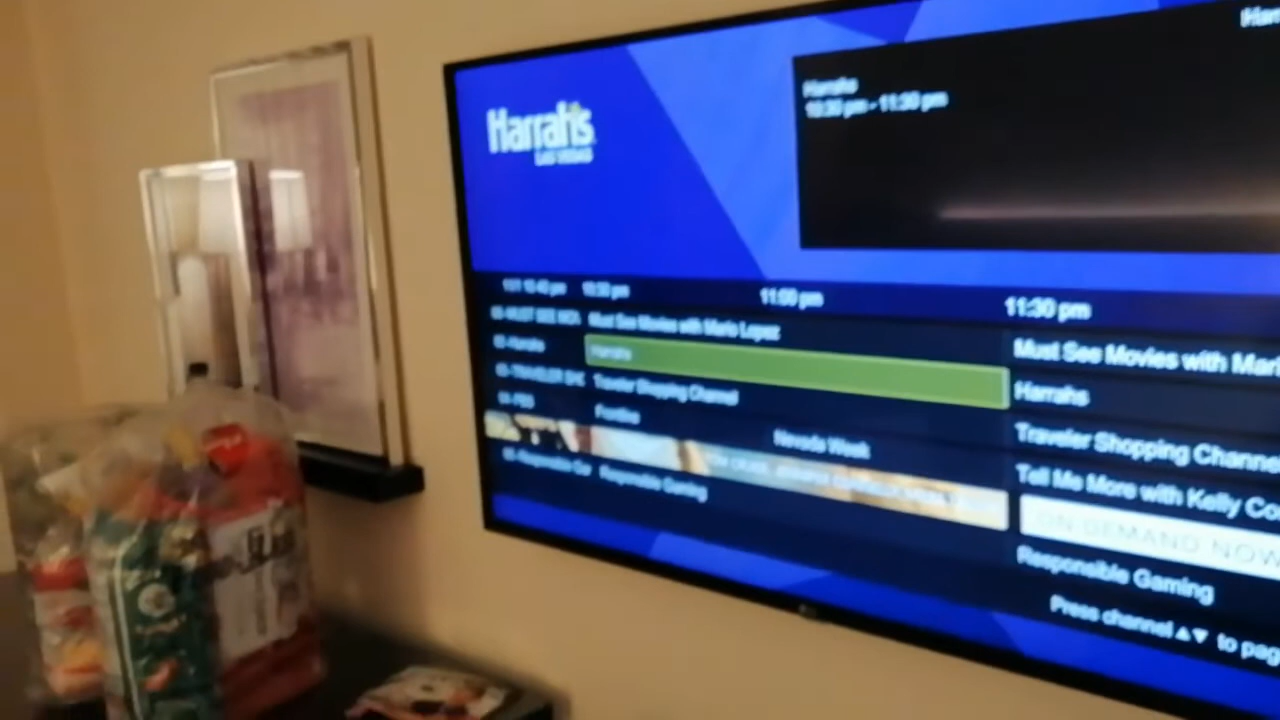 Harrah's
LAS VEGAS
Harrahs
10:30 pm - 11:30 pm
10:30 pm
11:00 pm
11:30 pm
Must See Movies with Mario Lopez
Must See Movies with Mari
Harrahs
Harrahs
Harrahs
Traveler Shopping Channel
Traveler Shopping Channe
PBS
Frontline
Nevada Week
Tell Me More with Kelly Co
ON DEMAND NOW
Responsible Gaming
Responsible Gaming
Press channel▲▼ to pag